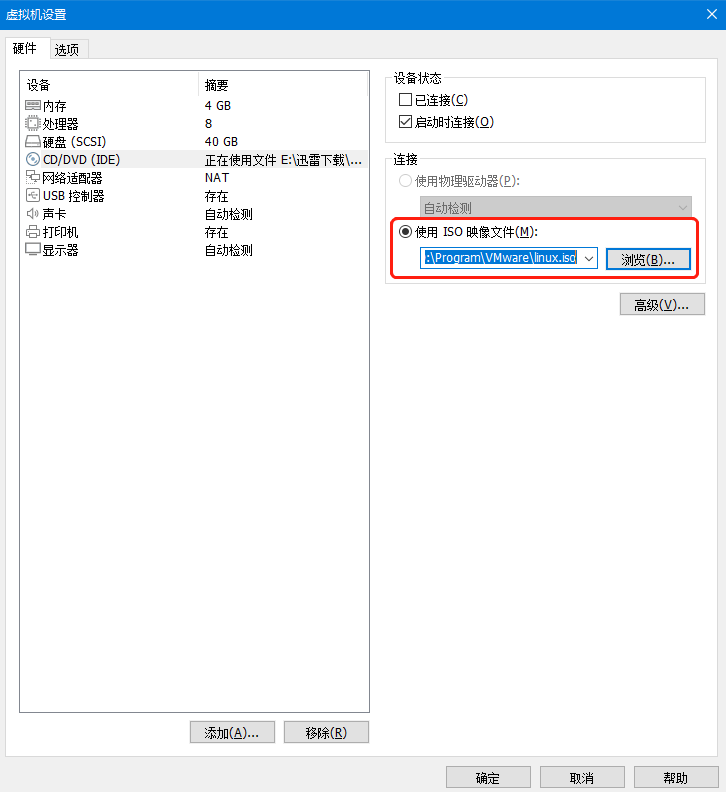 虚拟机设置
硬件 选项
设备 摘要
内存 4 GB
处理器 8
硬盘 (SCSI) 40 GB
CD/DVD (IDE) 正在使用文件 E:\迅雷下载\...
网络适配器 NAT
USB 控制器 存在
声卡 自动检测
打印机 存在
显示器 自动检测
添加(A)... 移除(R)
设备状态
已连接(C)
启动时连接(O)
连接
使用物理驱动器(P):
自动检测
使用 ISO 映像文件(M):
:\Program\VMware\linux.iso 浏览(B)...
高级(V)...
确定 取消 帮助